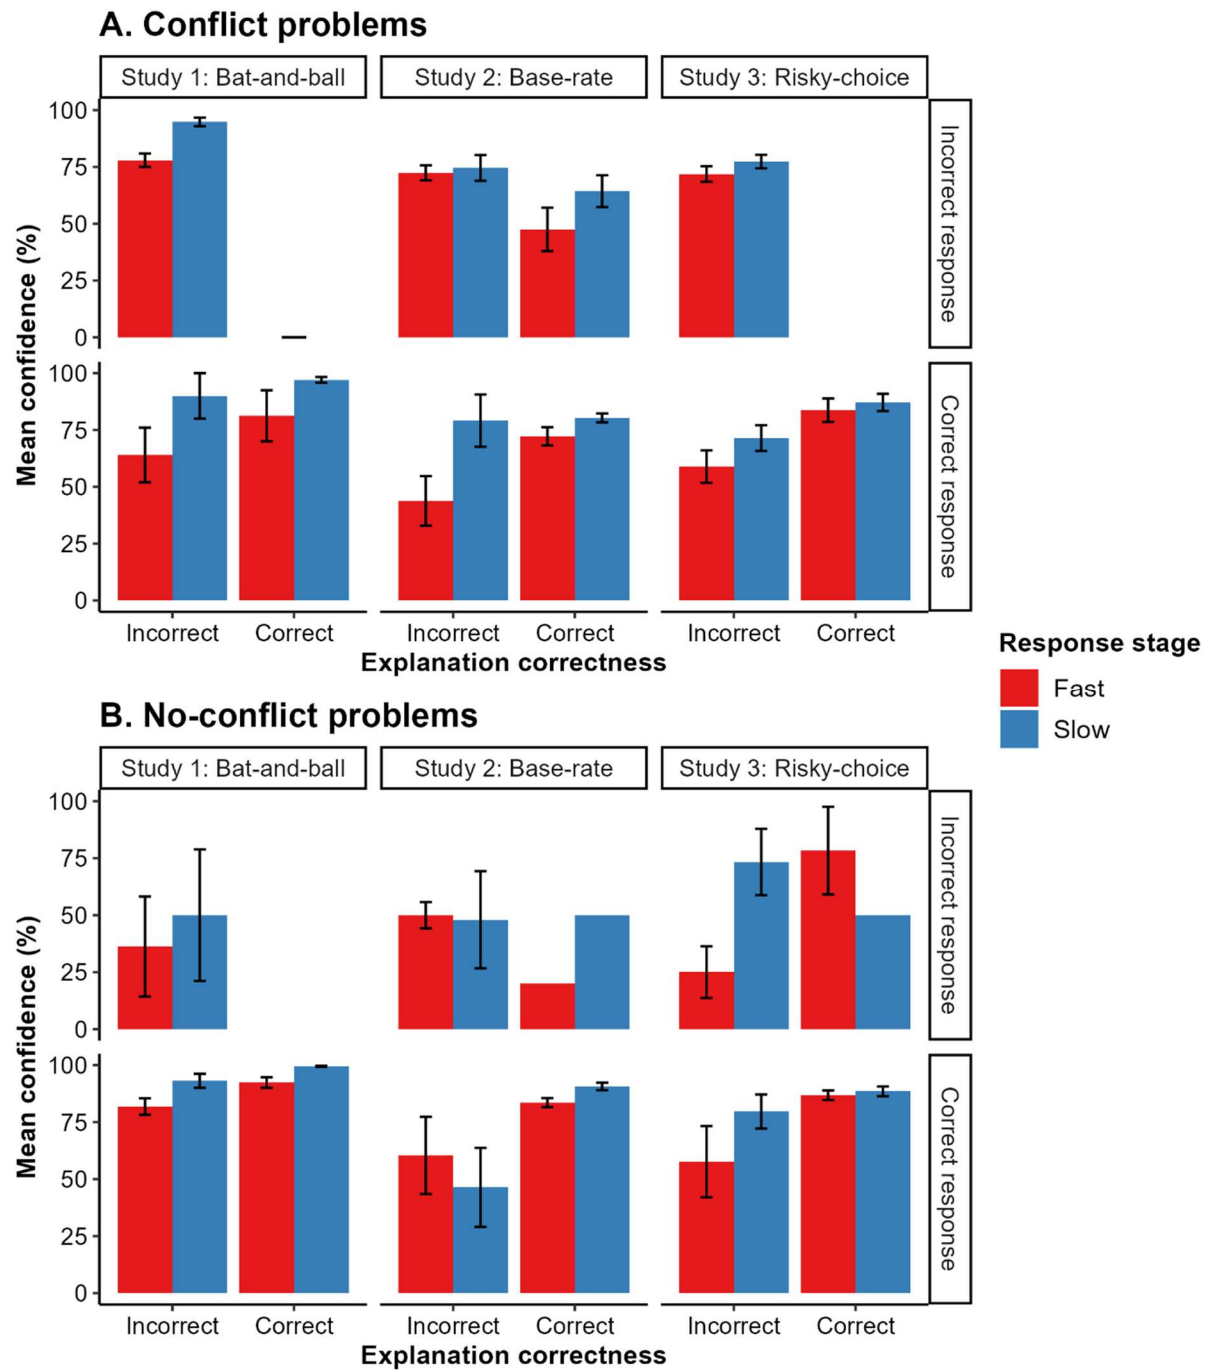 A. Conflict problems
Study 1: Bat-and-ball
Study 2: Base-rate
Study 3: Risky-choice
Mean confidence (%)
100
75
50
25
0
Incorrect response
100
75
50
25
0
Correct response
Incorrect
Correct
Incorrect
Correct
Incorrect
Correct
Explanation correctness
Response stage
Fast
Slow
B. No-conflict problems
Study 1: Bat-and-ball
Study 2: Base-rate
Study 3: Risky-choice
Mean confidence (%)
100
75
50
25
0
Incorrect response
100
75
50
25
0
Correct response
Incorrect
Correct
Incorrect
Correct
Incorrect
Correct
Explanation correctness